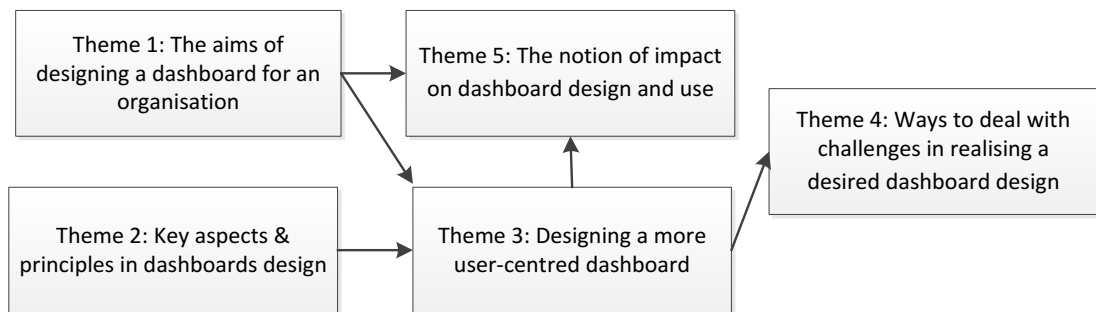 Theme 1: The aims of
designing a dashboard for an
organisation
Theme 5: The notion of impact
on dashboard design and use
Theme 4: Ways to deal with
challenges in realising a
desired dashboard design
Theme 2: Key aspects &
principles in dashboards design
Theme 3: Designing a more
user-centred dashboard